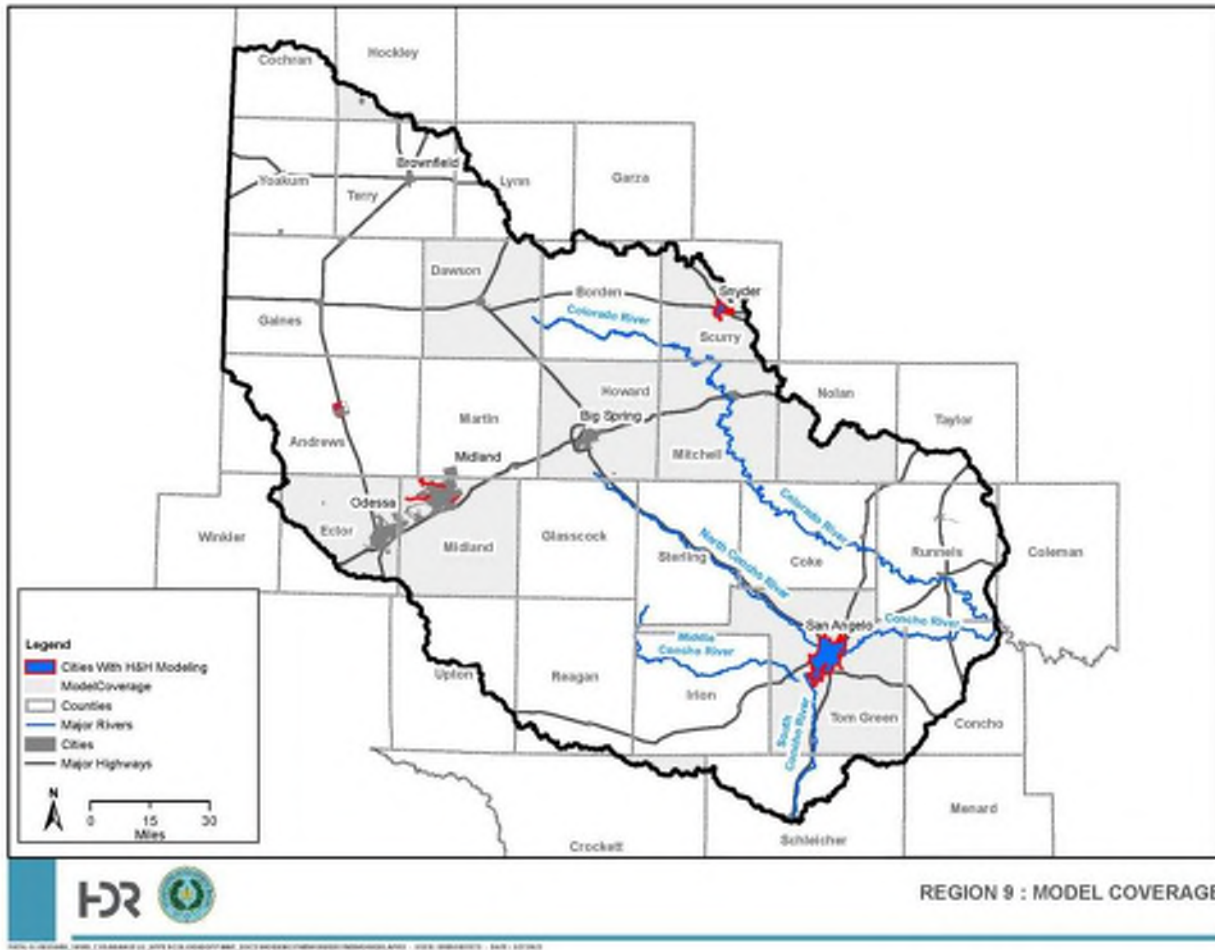 Hockley
Cochran
Brownfield
Yoakum
Terry
Lynn
Garza
Dawson
Borden
Snyder
Colorado River
Gaines
Scurry
Howard
Nolan
Big Spring
Martin
Taylor
Andrews
Midland
Mitchell
Odessa
Colorado River
Winkler
Ector
Midland
Glasscock
Sterling
North Concho River
Coke
Runnels
Coleman
San Angelo
Concho River
Middle
Concho River
Upton
Reagan
Irion
Tom Green
South
Concho River
Concho
Menard
Crockett
Schleicher
Legend
Cities With H&H Modeling
ModelCoverage
Counties
Major Rivers
Cities
Major Highways
N
0 15 30
Miles
HDR
REGION 9 : MODEL COVERAGE